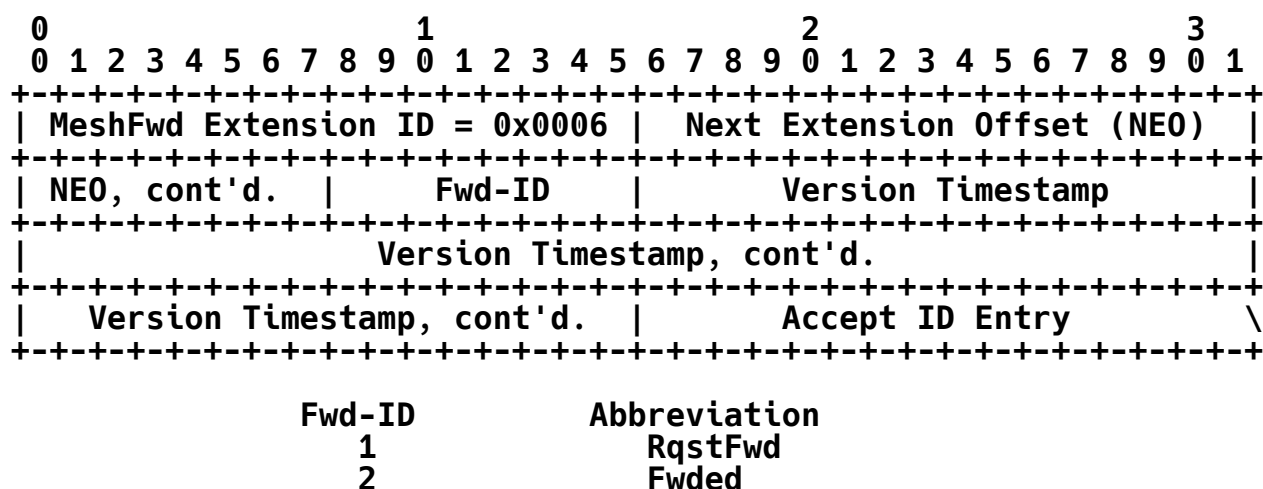 0                   1                   2                   3
 0 1 2 3 4 5 6 7 8 9 0 1 2 3 4 5 6 7 8 9 0 1 2 3 4 5 6 7 8 9 0 1
+-+-+-+-+-+-+-+-+-+-+-+-+-+-+-+-+-+-+-+-+-+-+-+-+-+-+-+-+-+-+-+-+
| MeshFwd Extension ID = 0x0006 |  Next Extension Offset (NEO)  |
+-+-+-+-+-+-+-+-+-+-+-+-+-+-+-+-+-+-+-+-+-+-+-+-+-+-+-+-+-+-+-+-+
| NEO, cont'd.  |     Fwd-ID    |       Version Timestamp       |
+-+-+-+-+-+-+-+-+-+-+-+-+-+-+-+-+-+-+-+-+-+-+-+-+-+-+-+-+-+-+-+-+
|                  Version Timestamp, cont'd.                   |
+-+-+-+-+-+-+-+-+-+-+-+-+-+-+-+-+-+-+-+-+-+-+-+-+-+-+-+-+-+-+-+-+
|   Version Timestamp, cont'd.  |       Accept ID Entry         \
+-+-+-+-+-+-+-+-+-+-+-+-+-+-+-+-+-+-+-+-+-+-+-+-+-+-+-+-+-+-+-+-+
               Fwd-ID         Abbreviation
                  1              RqstFwd
                  2              Fwded